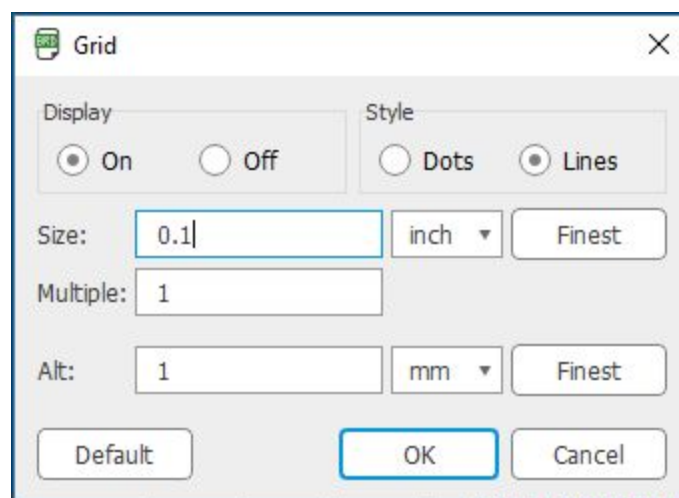 BRD Grid
Display Style
On Off Dots Lines
Size: 0.1 inch Finest
Multiple: 1
Alt: 1 mm Finest
Default OK Cancel